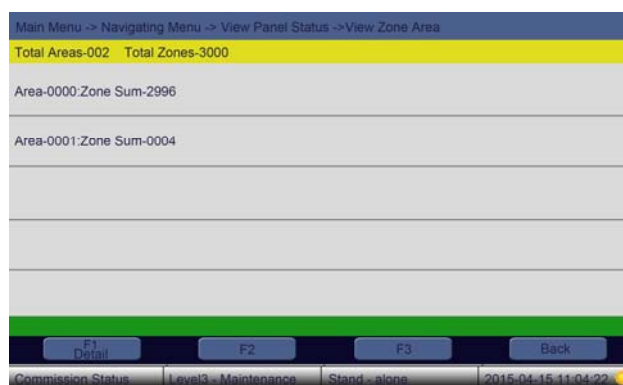 Main Menu -> Navigating Menu -> View Panel Status ->View Zone Area
Total Areas-002 Total Zones-3000
Area-0000:Zone Sum-2996
Area-0001:Zone Sum-0004
F1
Detail
F2
F3
Back
Commission Status
Level3 - Maintenance
Stand - alone
2015-04-15 11:04:22